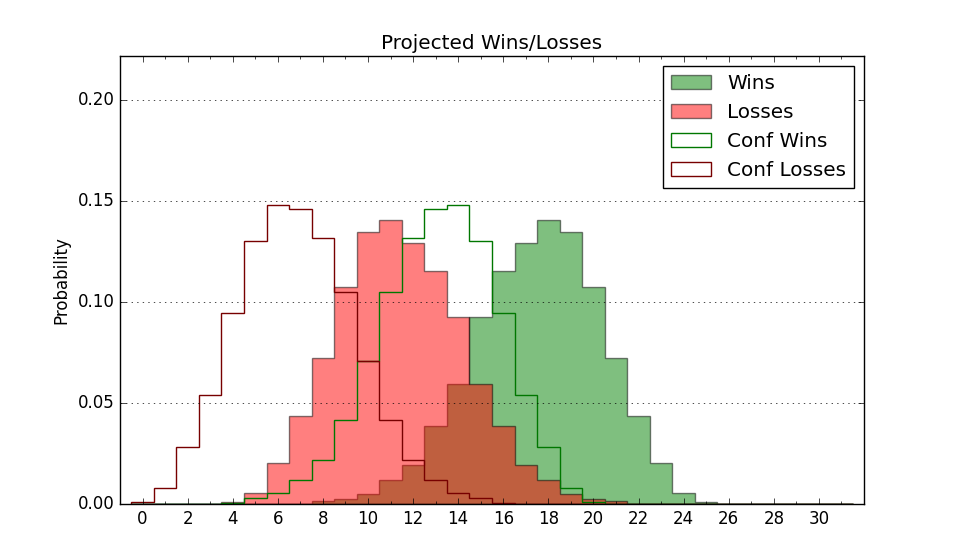 Projected Wins/Losses
Wins
Losses
Conf Wins
Conf Losses
Probability
0.20
0.15
0.10
0.05
0.00
0 2 4 6 8 10 12 14 16 18 20 22 24 26 28 30